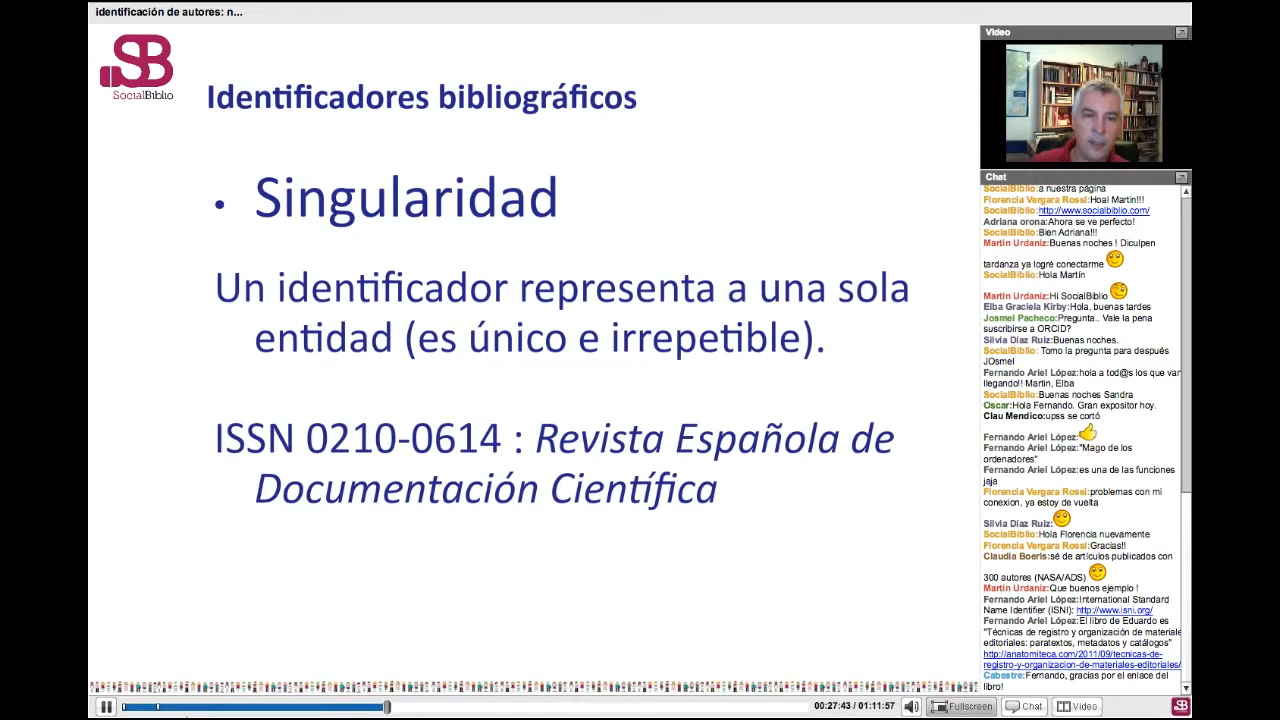 identificación de autores: n...
SB
SocialBiblio
Identificadores bibliográficos
• Singularidad
Un identificador representa a una sola
entidad (es único e irrepetible).
ISSN 0210-0614 : Revista Española de
Documentación Científica
Video
Chat
SocialBiblio: a nuestra página
Florencia Vergara Rossi: Hoal Martin!!!
SocialBiblio: http://www.socialbiblio.com/
Adriana orona: Ahora se ve perfecto!
SocialBiblio: Bien Adriana!!!
Martin Urdaniz: Buenas noches ! Diculpen
tardanza ya logré conectarme
SocialBiblio: Hola Martín
Martin Urdaniz: Hi SocialBiblio
Elba Graciela Kirby: Hola, buenas tardes
Josmel Pacheco: Pregunta.. Vale la pena
suscribirse a ORCID?
Silvia Díaz Ruiz: Buenas noches.
SocialBiblio: Tomo la pregunta para después
JOsmel
Fernando Ariel López: hola a tod@s los que van
llegando!! Martin, Elba
SocialBiblio: Buenas noches Sandra
Oscar: Hola Fernando. Gran expositor hoy.
Clau Mendico: upss se cortó
Fernando Ariel López:
Fernando Ariel López: "Mago de los
ordenadores"
Fernando Ariel López: es una de las funciones
jaja
Florencia Vergara Rossi: problemas con mi
conexion, ya estoy de vuelta
Silvia Díaz Ruiz:
SocialBiblio: Hola Florencia nuevamente
Florencia Vergara Rossi: Gracias!!
Claudia Boeris: sé de artículos publicados con
300 autores (NASA/ADS)
Martin Urdaniz: Que buenos ejemplo !
Fernando Ariel López: International Standard
Name Identifier (ISNI): http://www.isni.org/
Fernando Ariel López: El libro de Eduardo es
"Técnicas de registro y organización de materiale
editoriales: paratextos, metadatos y catálogos"
http://anatomiteca.com/2011/09/tecnicas-de-
registro-y-organizacion-de-materiales-editoriales/
Cabestre: Fernando, gracias por el enlace del
libro!
00:27:43 / 01:11:57
Fullscreen
Chat
Video
SB